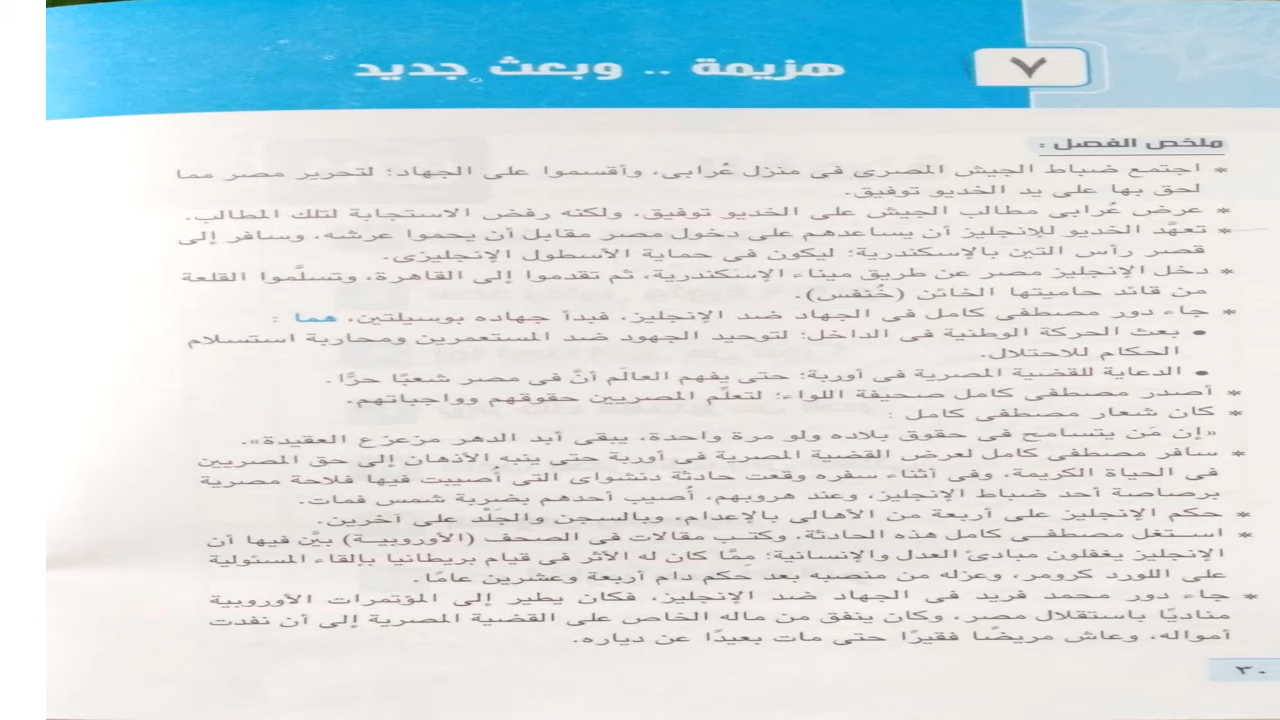 ٧
هزيمة .. وبعث جديد
ملخص الفصل :
* اجتمع ضباط الجيش المصرى فى منزل عُرابى، وأقسموا على الجهاد؛ لتحرير مصر مما
لحق بها على يد الخديو توفيق.
* عرض عُرابى مطالب الجيش على الخديو توفيق، ولكنه رفض الاستجابة لتلك المطالب.
* تعهَّد الخديو للإنجليز أن يساعدهم على دخول مصر مقابل أن يحموا عرشه، وسافر إلى
قصر رأس التين بالإسكندرية؛ ليكون فى حماية الأسطول الإنجليزى.
* دخل الإنجليز مصر عن طريق ميناء الإسكندرية، ثم تقدموا إلى القاهرة، وتسلَّموا القلعة
من قائد حاميتها الخائن (خُنفس).
* جاء دور مصطفى كامل فى الجهاد ضد الإنجليز، فبدأ جهاده بوسيلتين، هما :
• بعث الحركة الوطنية فى الداخل؛ لتوحيد الجهود ضد المستعمرين ومحاربة استسلام
الحكام للاحتلال.
• الدعاية للقضية المصرية فى أوربة؛ حتى يفهم العالَم أنَّ فى مصر شعبًا حرًّا.
* أصدر مصطفى كامل صحيفة اللواء؛ لتعلِّم المصريين حقوقهم وواجباتهم.
* كان شعار مصطفى كامل :
«إن مَن يتسامح فى حقوق بلاده ولو مرة واحدة، يبقى أبد الدهر مزعزع العقيدة».
* سافر مصطفى كامل لعرض القضية المصرية فى أوربة حتى ينبه الأذهان إلى حق المصريين
فى الحياة الكريمة، وفى أثناء سفره وقعت حادثة دنشواى التى أُصيبت فيها فلاحة مصرية
برصاصة أحد ضباط الإنجليز، وعند هروبهم، أُصيب أحدهم بضربة شمس فمات.
* حكم الإنجليز على أربعة من الأهالى بالإعدام، وبالسجن والجَلْد على آخرين.
* استغل مصطفى كامل هذه الحادثة، وكتب مقالات فى الصحف (الأوروبية) بيَّن فيها أن
الإنجليز يغفلون مبادئ العدل والإنسانية؛ مِمَّا كان له الأثر فى قيام بريطانيا بإلقاء المسئولية
على اللورد كرومر، وعزله من منصبه بعد حكم دام أربعة وعشرين عامًا.
* جاء دور محمد فريد فى الجهاد ضد الإنجليز، فكان يطير إلى المؤتمرات الأوروبية
مناديًا باستقلال مصر، وكان ينفق من ماله الخاص على القضية المصرية إلى أن نفدت
أمواله، وعاش مريضًا فقيرًا حتى مات بعيدًا عن دياره.
٣٠